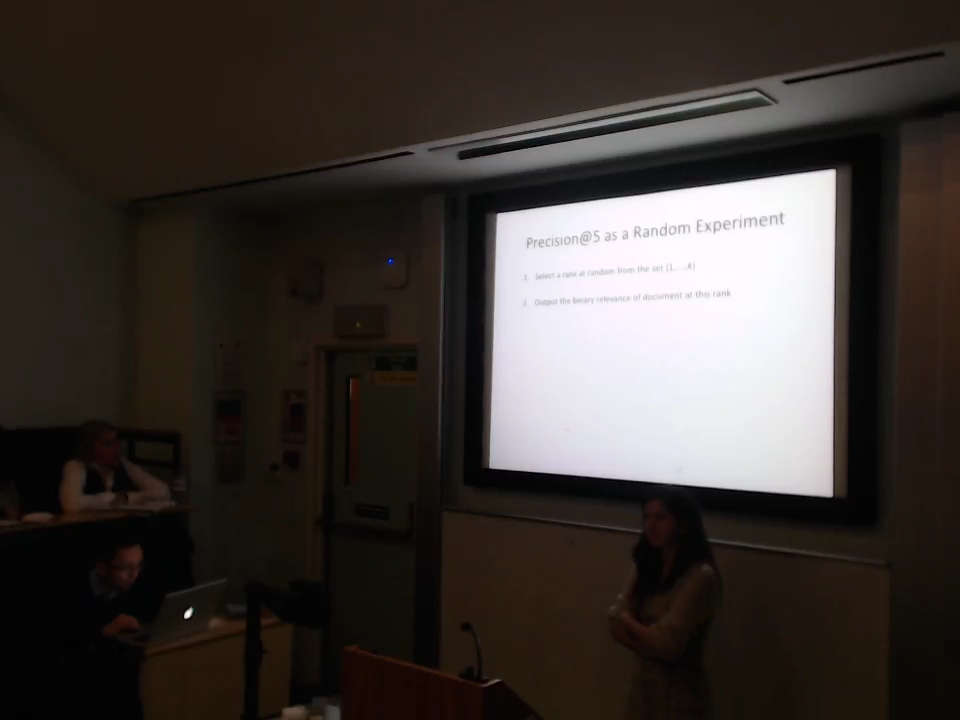 Precision@5 as a Random Experiment
1. Select a rank at random from the set {1,...,k}
2. Output the binary relevance of document at this rank